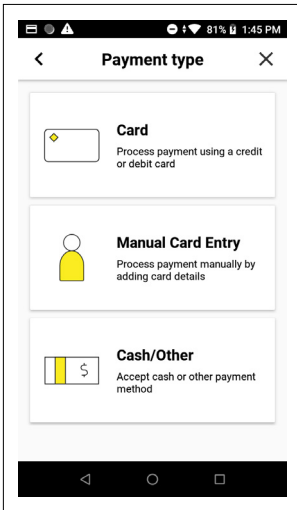 81% 1:45 PM
Payment type
Card
Process payment using a credit
or debit card
Manual Card Entry
Process payment manually by
adding card details
$
Cash/Other
Accept cash or other payment
method